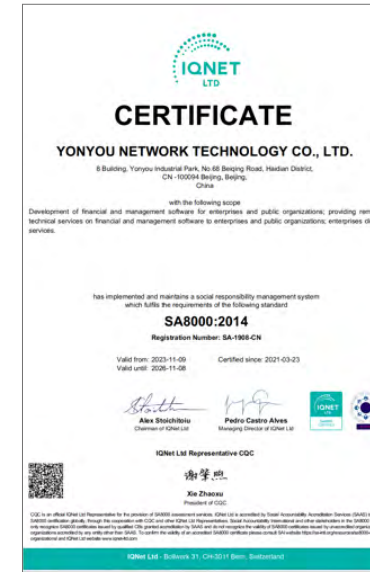 IQNET
LTD
CERTIFICATE
YONYOU NETWORK TECHNOLOGY CO., LTD.
6 Building, Yonyou Industrial Park, No.68 Beiqing Road, Haidian District,
CN -100094 Beijing, Beijing,
China
with the following scope
Development of financial and management software for enterprises and public organizations; providing
technical services on financial and management software to enterprises and public organizations; enterprises
services.
has implemented and maintains a social responsibility management system
which fulfils the requirements of the following standard
SA8000:2014
Registration Number: SA-1908-CN
Valid from: 2023-11-09 Certified since: 2021-03-23
Valid until: 2026-11-08
Alex Stoichitoiu Pedro Castro Alves
Chairman of IQNet Ltd Managing Director of IQNet Ltd
IQNET
LTD
IQNet Ltd Representative CQC
Xie Zhaoxu
President of CQC
IQNet Ltd - Bollwerk 31, CH-3011 Bern, Switzerland